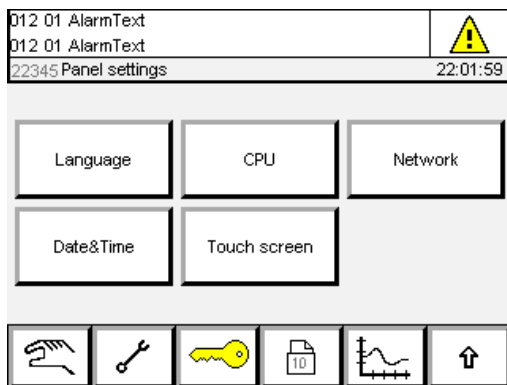 012 01 AlarmText
012 01 AlarmText
22345 Panel settings 22:01:59
Language CPU Network
Date&Time Touch screen
10